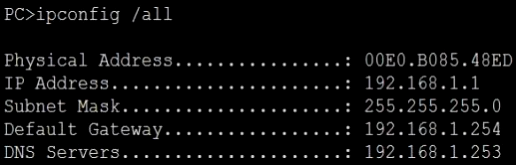 PC>ipconfig /all
Physical Address................: 00E0.B085.48ED
IP Address......................: 192.168.1.1
Subnet Mask.....................: 255.255.255.0
Default Gateway.................: 192.168.1.254
DNS Servers.....................: 192.168.1.253